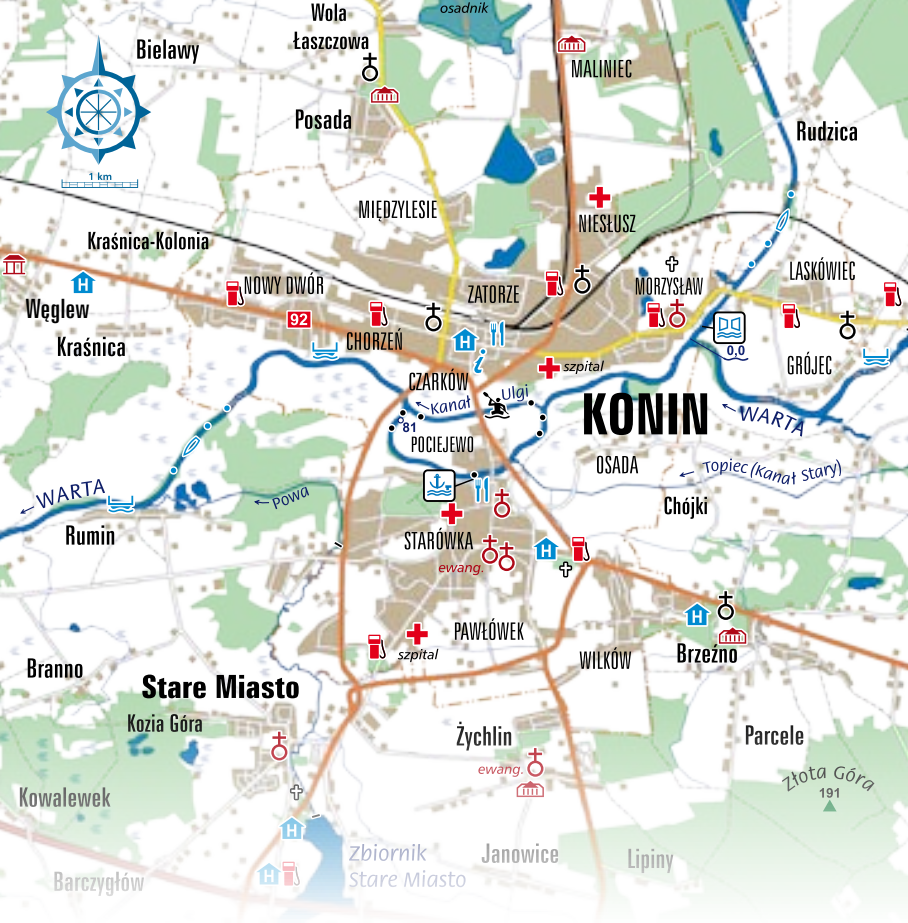 osadnik
Wola
Łaszczowa
Bielawy
MALINIEC
Posada
Rudzica
1 km
MIĘDZYLESIE
NIESŁUSZ
Kraśnica-Kolonia
LASKÓWIEC
H
NOWY DWÓR
ZATORZE
MORZYSŁAW
Węglew
92
CHORZEŃ
H
Kraśnica
i
szpital
0,0
GRÓJEC
CZARKÓW
←Kanał
Ulgi
KONIN
←WARTA
81
POCIEJEWO
OSADA
← Topiec (Kanał Stary)
←WARTA
←Powa
Chójki
Rumin
STARÓWKA
ewang.
H
H
PAWŁÓWEK
szpital
WILKÓW
Brzeźno
Branno
Stare Miasto
Kozia Góra
Żychlin
Parcele
ewang.
Złota Góra
191
Kowalewek
H
Zbiornik
Stare Miasto
Janowice
Lipiny
H
Barczygłów